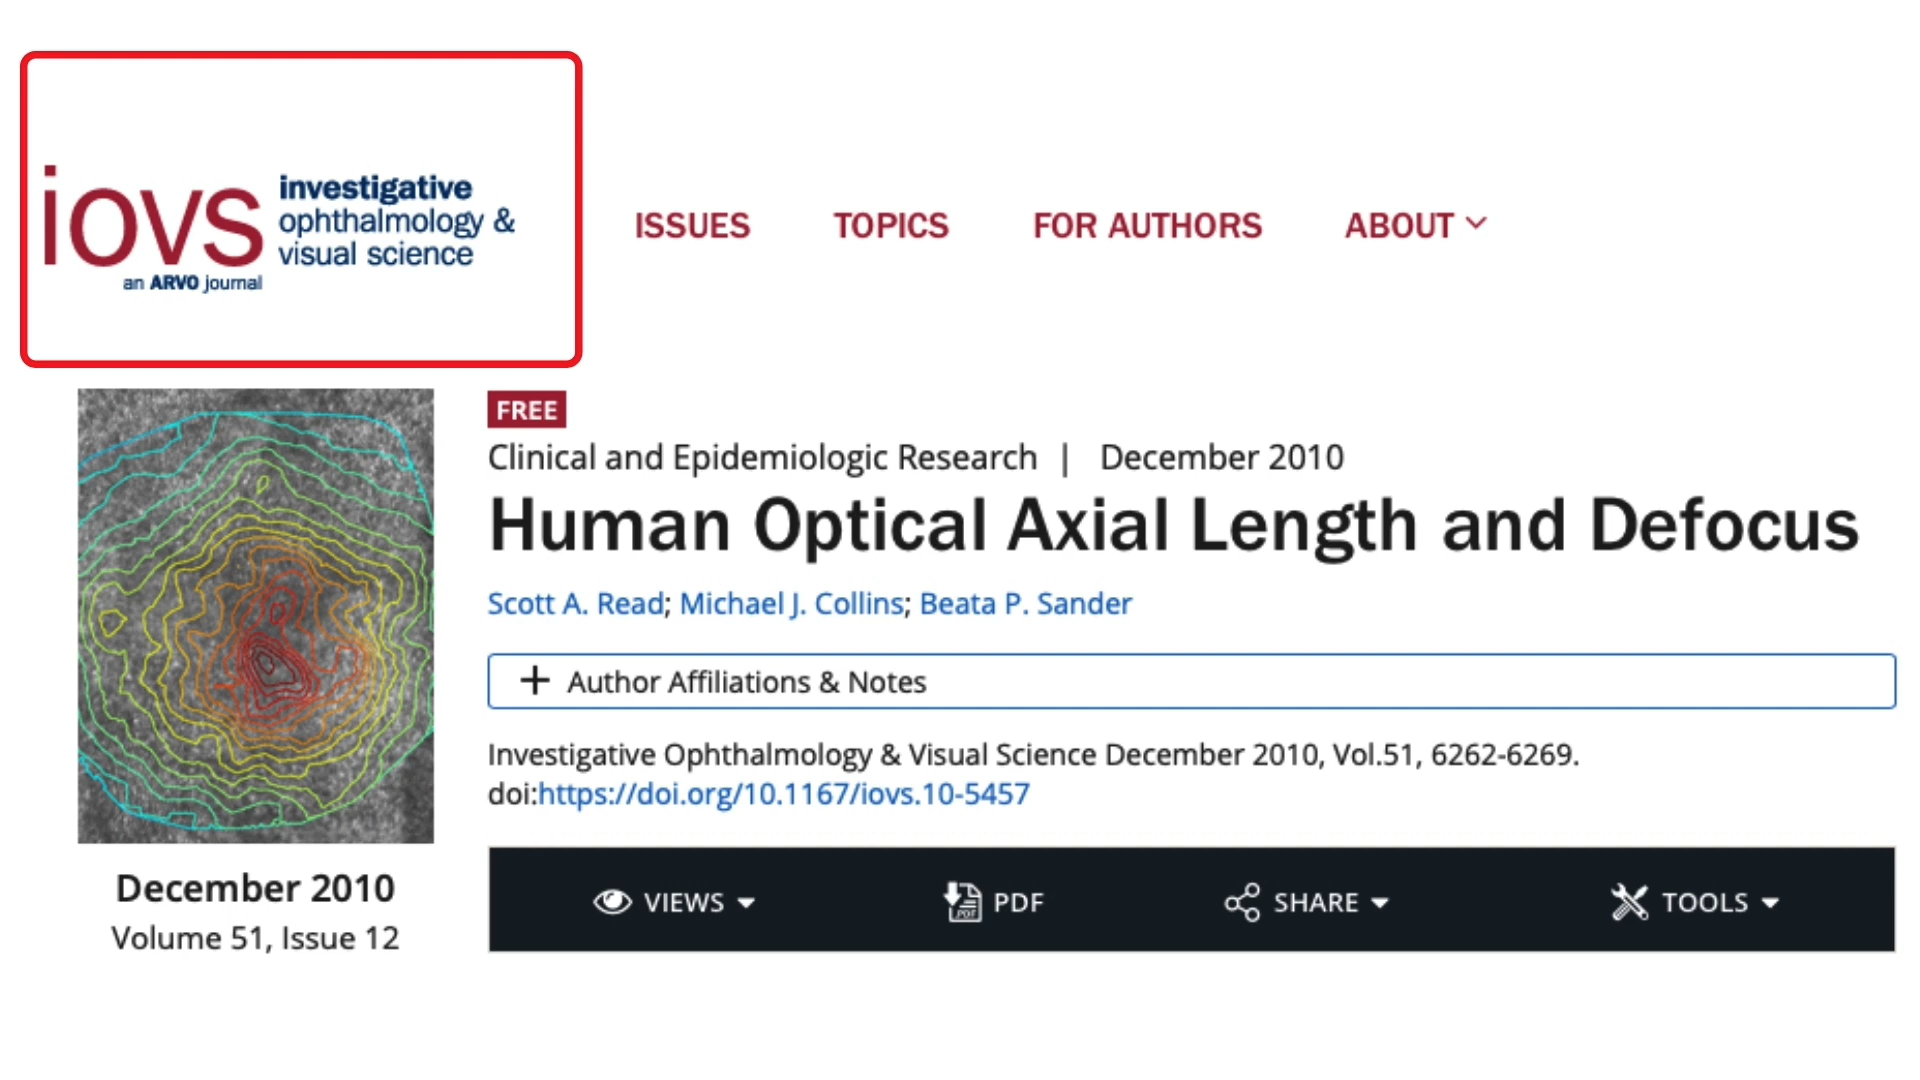 iovs
investigative
ophthalmology &
visual science
an ARVO journal
ISSUES TOPICS FOR AUTHORS ABOUT
FREE
Clinical and Epidemiologic Research | December 2010
Human Optical Axial Length and Defocus
Scott A. Read; Michael J. Collins; Beata P. Sander
+ Author Affiliations & Notes
Investigative Ophthalmology & Visual Science December 2010, Vol.51, 6262-6269.
doi:https://doi.org/10.1167/iovs.10-5457
December 2010
Volume 51, Issue 12
VIEWS PDF SHARE TOOLS